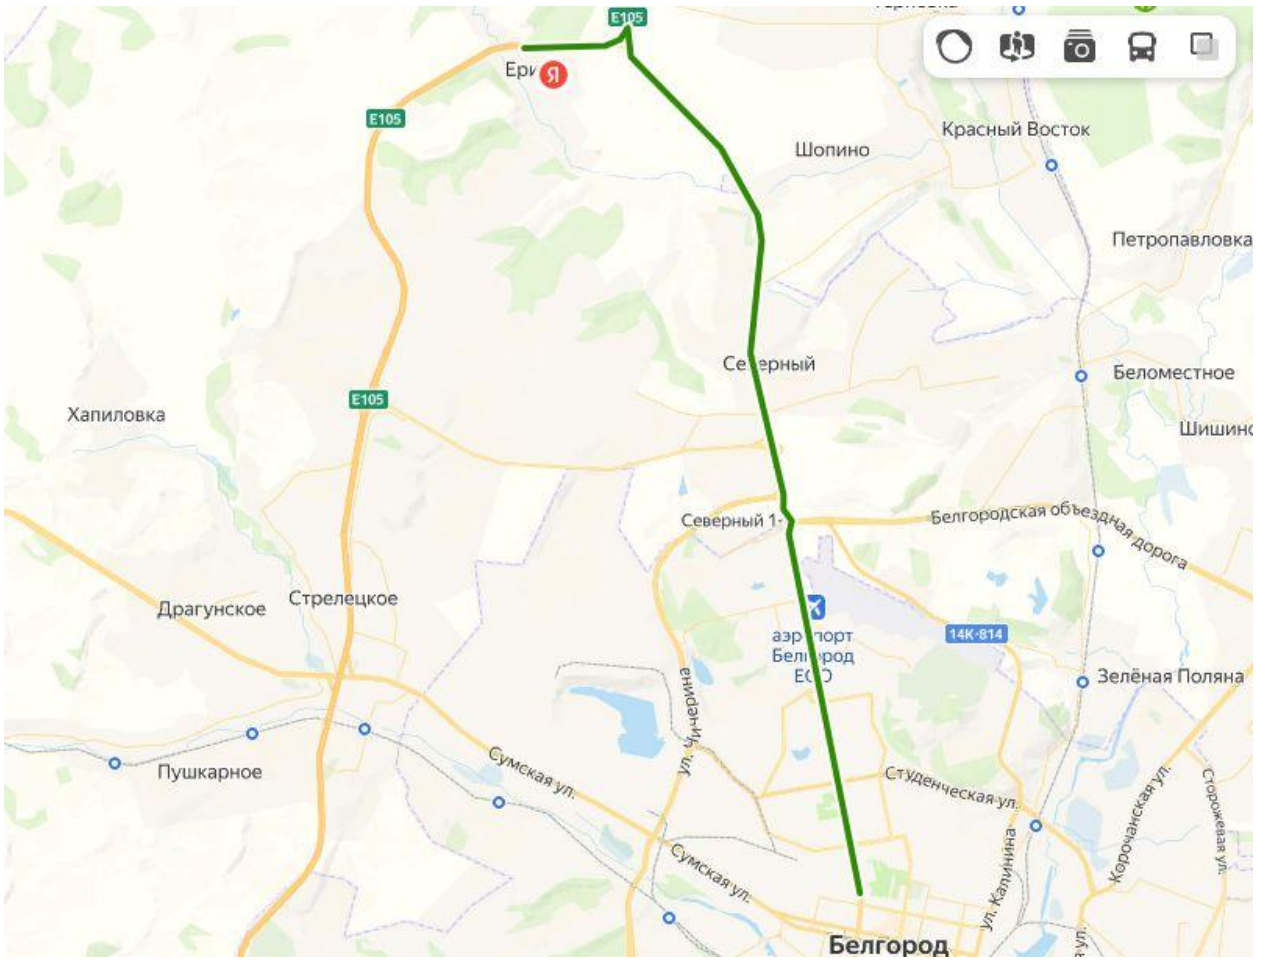 E105
Ери
Я
E105
Красный Восток
Шопино
Петропавловка
Северный
Беломестное
E105
Хапиловка
Шишино
Северный 1-
Белгородская объездная дорога
Стрелецкое
Драгунское
14К-814
аэропорт
Белгород
Зелёная Поляна
ул. Чичерина
Пушкарное
Сумская ул.
Студенческая ул.
Сторожевая ул.
Корочанская ул.
ул. Калинина
Сумская ул.
Белгород
ул.